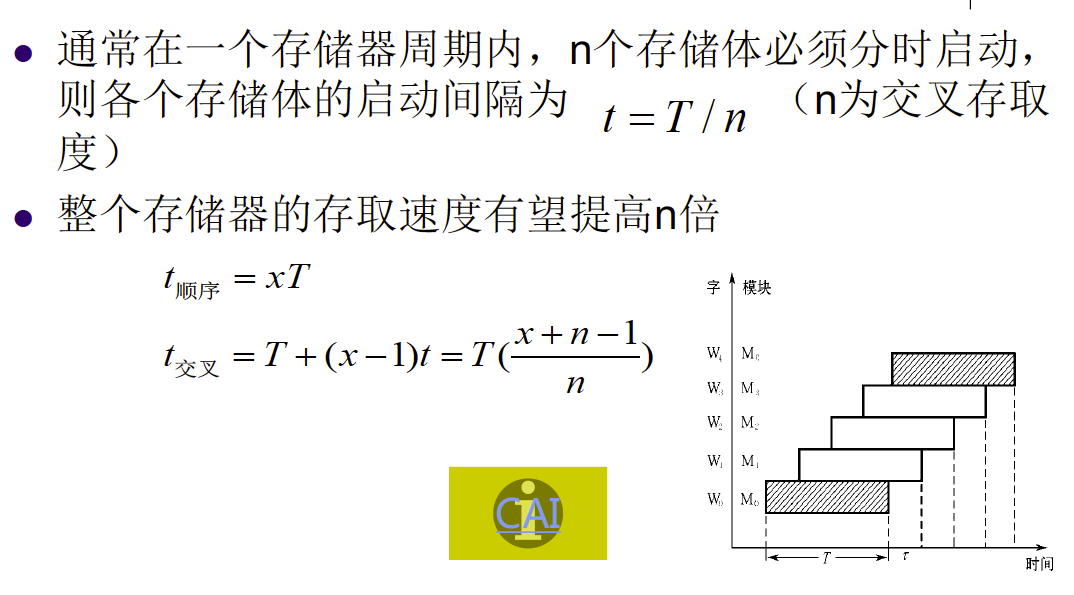 通常在一个存储器周期内，n个存储体必须分时启动，
则各个存储体的启动间隔为 t = T / n （n为交叉存取
度）
整个存储器的存取速度有望提高n倍
t顺序 = xT
t交叉 = T + (x − 1)t = T(\frac{x + n − 1}{n})
CAI
字 模块
W4 M0
W3 M3
W2 M2
W1 M1
W0 M0
T τ
时间